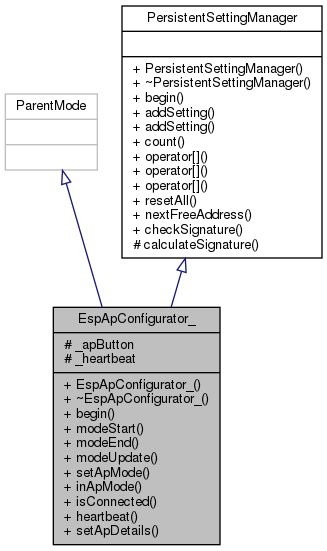 PersistentSettingManager
+ PersistentSettingManager()
+ ~PersistentSettingManager()
+ begin()
+ addSetting()
+ addSetting()
+ count()
+ operator[]()
+ operator[]()
+ operator[]()
+ resetAll()
+ nextFreeAddress()
+ checkSignature()
# calculateSignature()
ParentMode
EspApConfigurator_
# _apButton
# _heartbeat
+ EspApConfigurator_()
+ ~EspApConfigurator_()
+ begin()
+ modeStart()
+ modeEnd()
+ modeUpdate()
+ setApMode()
+ inApMode()
+ isConnected()
+ heartbeat()
+ setApDetails()